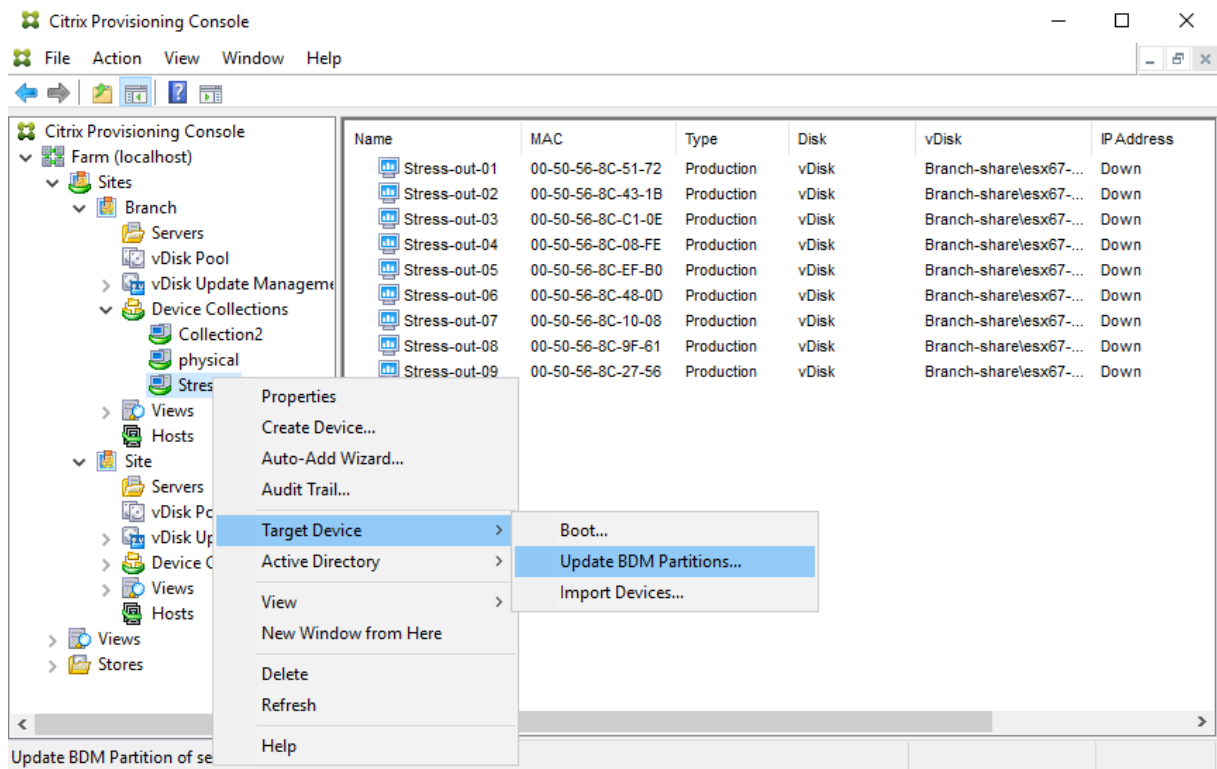 Citrix Provisioning Console
File Action View Window Help
Citrix Provisioning Console
Farm (localhost)
Sites
Branch
Servers
vDisk Pool
vDisk Update Manageme
Device Collections
Collection2
physical
Stres
Views
Hosts
Site
Servers
vDisk Po
vDisk Up
Device C
Views
Hosts
Views
Stores
Name MAC Type Disk vDisk IP Address
Stress-out-01 00-50-56-8C-51-72 Production vDisk Branch-share\esx67-... Down
Stress-out-02 00-50-56-8C-43-1B Production vDisk Branch-share\esx67-... Down
Stress-out-03 00-50-56-8C-C1-0E Production vDisk Branch-share\esx67-... Down
Stress-out-04 00-50-56-8C-08-FE Production vDisk Branch-share\esx67-... Down
Stress-out-05 00-50-56-8C-EF-B0 Production vDisk Branch-share\esx67-... Down
Stress-out-06 00-50-56-8C-48-0D Production vDisk Branch-share\esx67-... Down
Stress-out-07 00-50-56-8C-10-08 Production vDisk Branch-share\esx67-... Down
Stress-out-08 00-50-56-8C-9F-61 Production vDisk Branch-share\esx67-... Down
Stress-out-09 00-50-56-8C-27-56 Production vDisk Branch-share\esx67-... Down
Properties
Create Device...
Auto-Add Wizard...
Audit Trail...
Target Device
Active Directory
View
New Window from Here
Delete
Refresh
Help
Boot...
Update BDM Partitions...
Import Devices...
Update BDM Partition of se